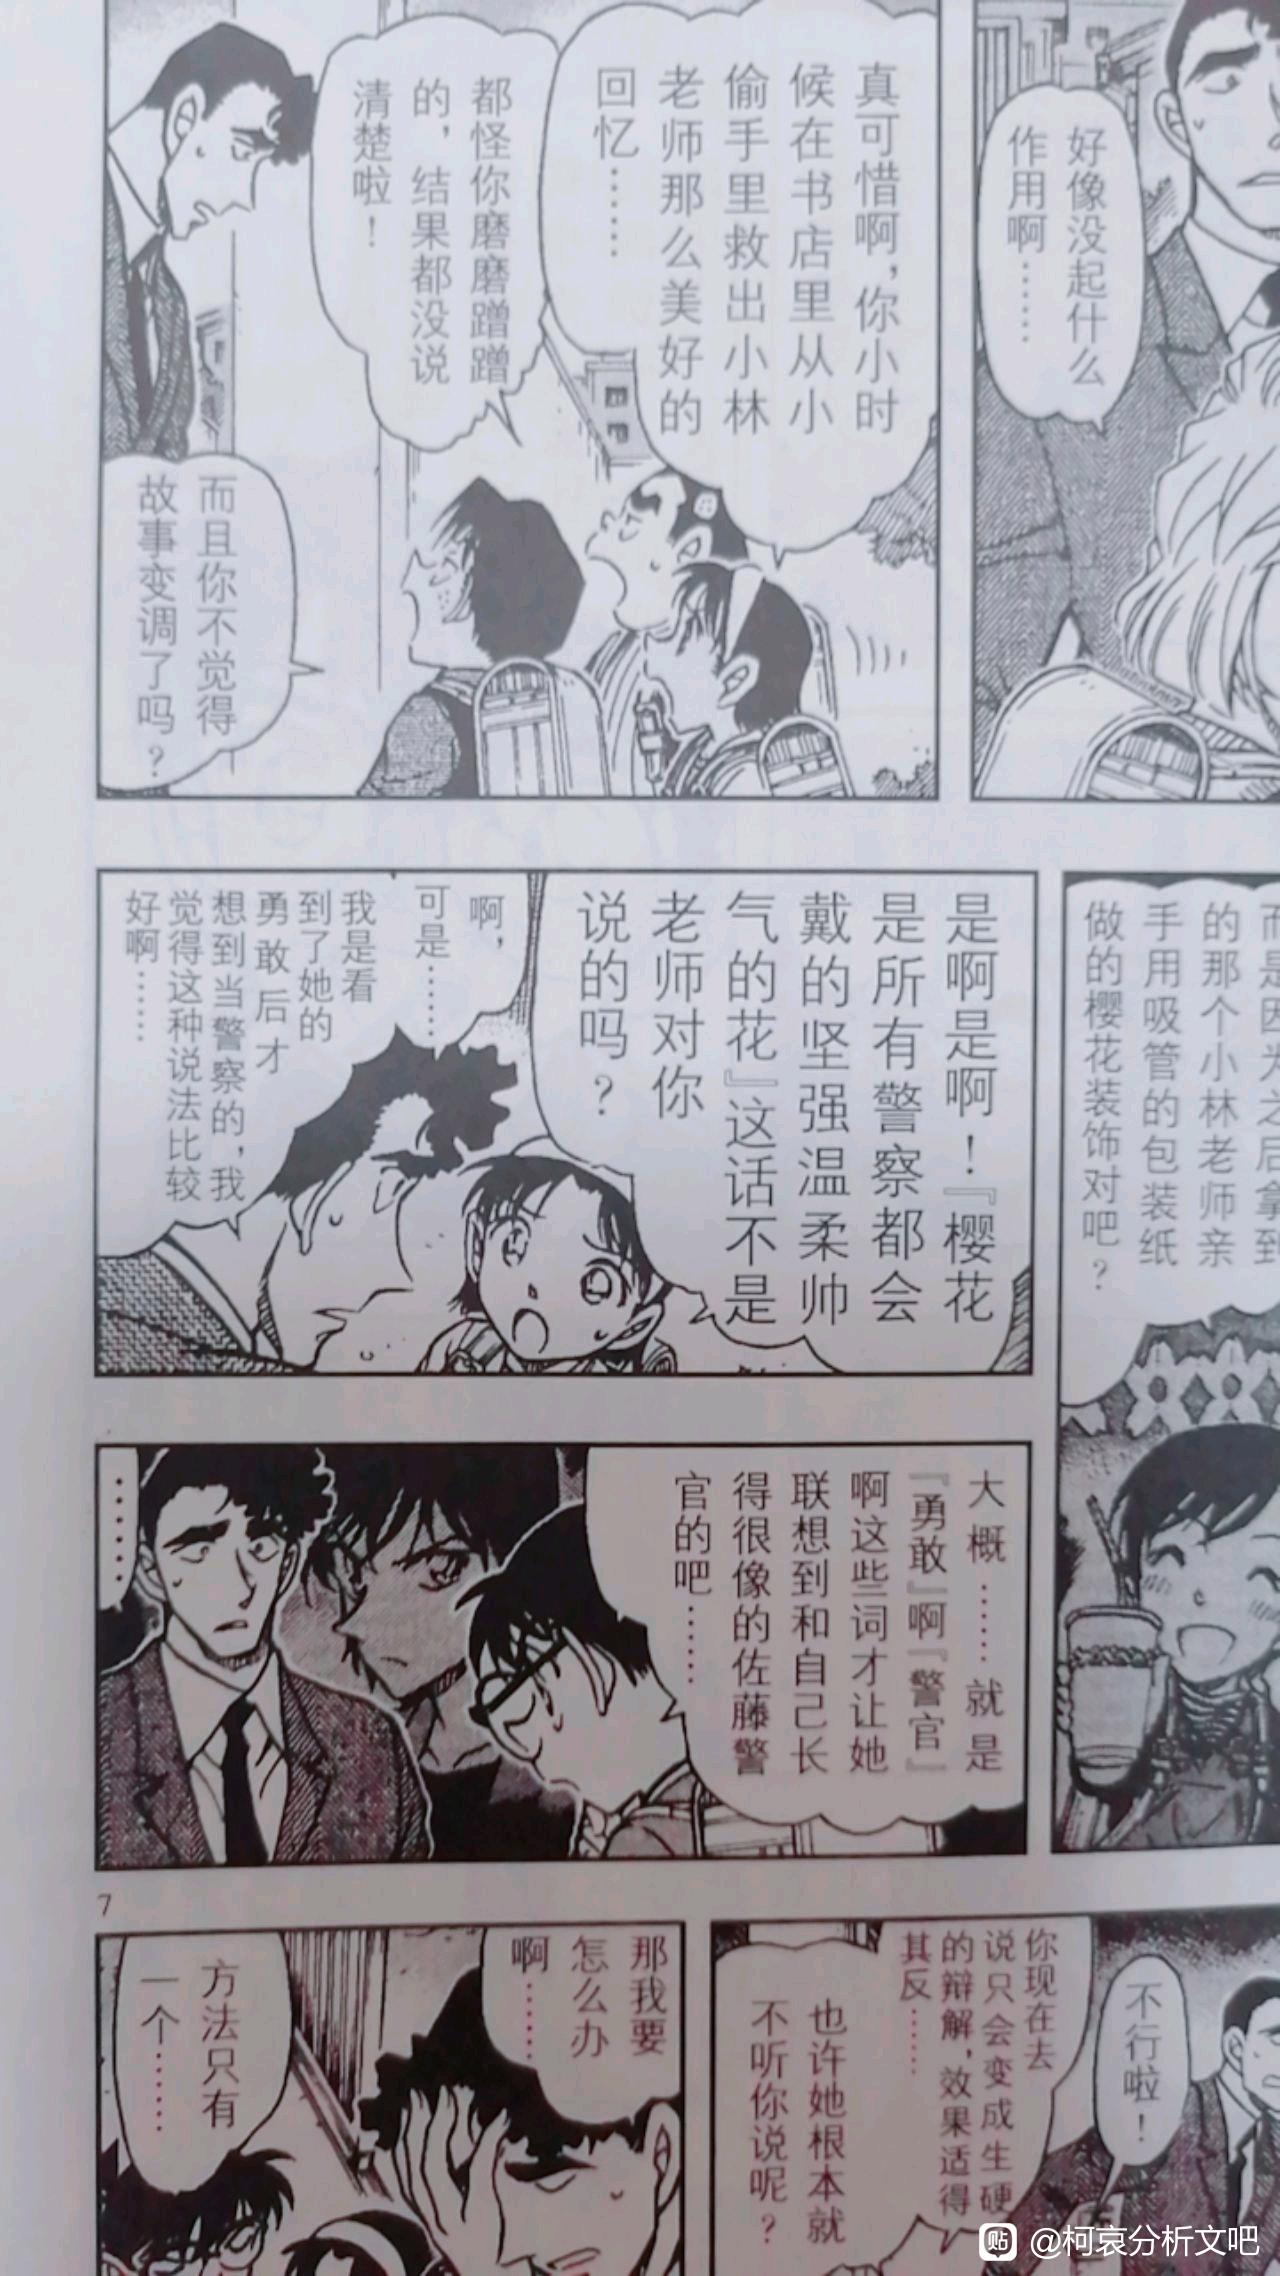 好像没起什么
作用啊……
真可惜啊，你小时
候在书店里从小
偷手里救出小林
老师那么美好的
回忆……
都怪你磨磨蹭蹭
的，结果都没说
清楚啦！
而且你不觉得
故事变调了吗？
而是因为之后拿到
的那个小林老师亲
手用吸管的包装纸
做的樱花装饰对吧？
是啊是啊！『樱花
是所有警察都会
戴的坚强温柔帅
气的花』这话不是
老师对你
说的吗？
啊，
可是……
我是看
到了她的
勇敢后才
想到当警察的，我
觉得这种说法比较
好啊……
大概……就是
『勇敢』啊『警官』
啊这些词才让她
联想到和自己长
得很像的佐藤警
官的吧……
……
7
不行啦！
你现在去
说只会变成生硬
的辩解，效果适得
其反……
也许她根本就
不听你说呢？
那我要
怎么办
啊……
方法只有
一个……
贴 @柯哀分析文吧